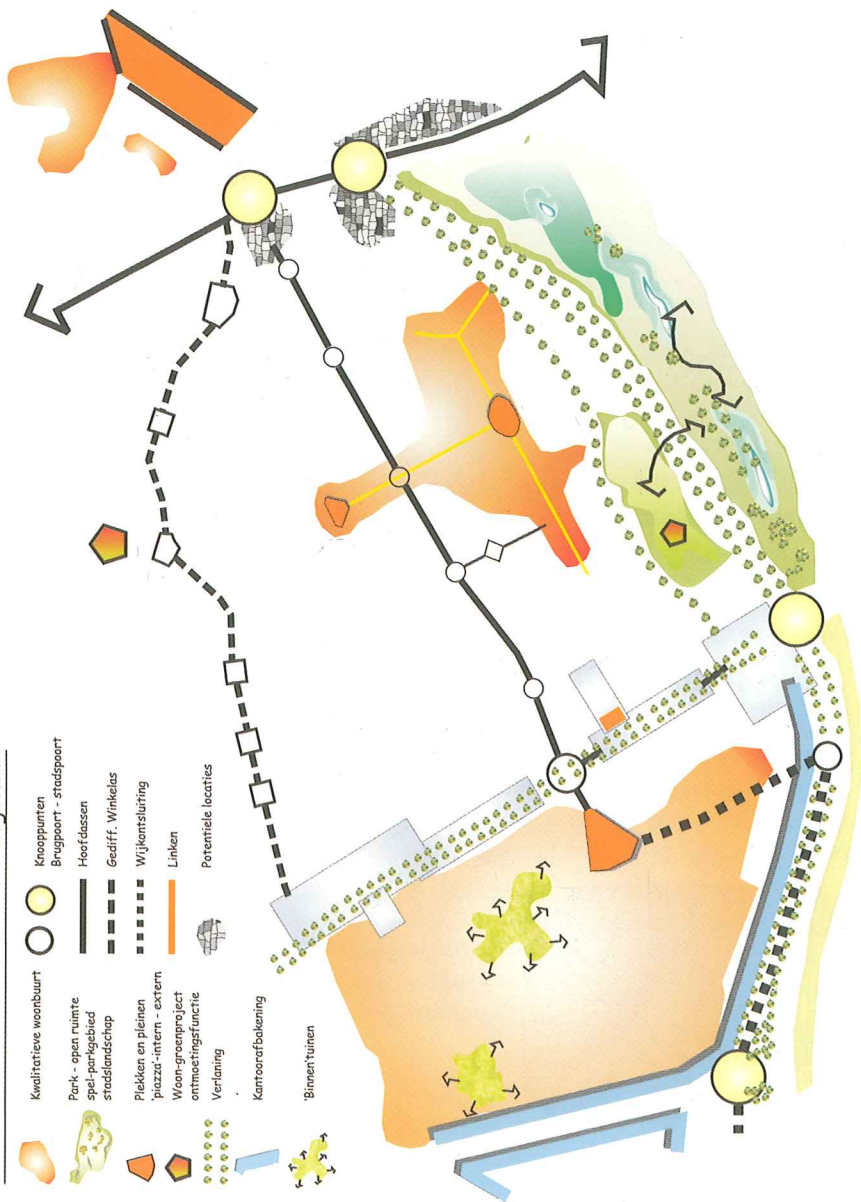 Kwalitatieve woonbuurt
Park - open ruimte
spel-parkgebied
stadslandschap
Plekken en pleinen
'piazza'-intern - extern
Woon-groenproject
ontmoetingsfunctie
Verlaning
Kantoorafbakening
'Binnen'tuinen
Knooppunten
Brugpoort - stadspoort
Hoofdassen
Gediff. Winkelas
Wijkontsluiting
Linken
Potentiele locaties